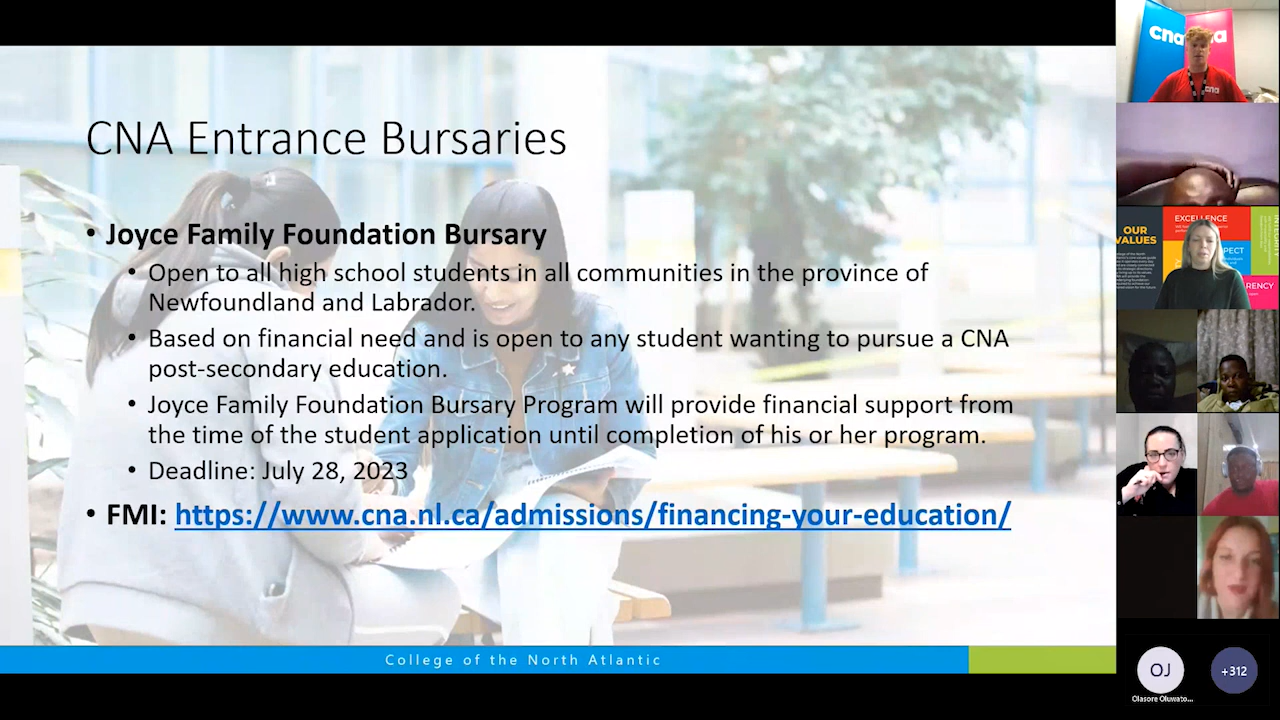 CNA Entrance Bursaries
• Joyce Family Foundation Bursary
• Open to all high school students in all communities in the province of
Newfoundland and Labrador.
• Based on financial need and is open to any student wanting to pursue a CNA
post-secondary education.
• Joyce Family Foundation Bursary Program will provide financial support from
the time of the student application until completion of his or her program.
• Deadline: July 28, 2023
• FMI: https://www.cna.nl.ca/admissions/financing-your-education/
College of the North Atlantic
cna
cna
OUR
VALUES
EXCELLENCE
OJ
+312
Olasore Oluwato...